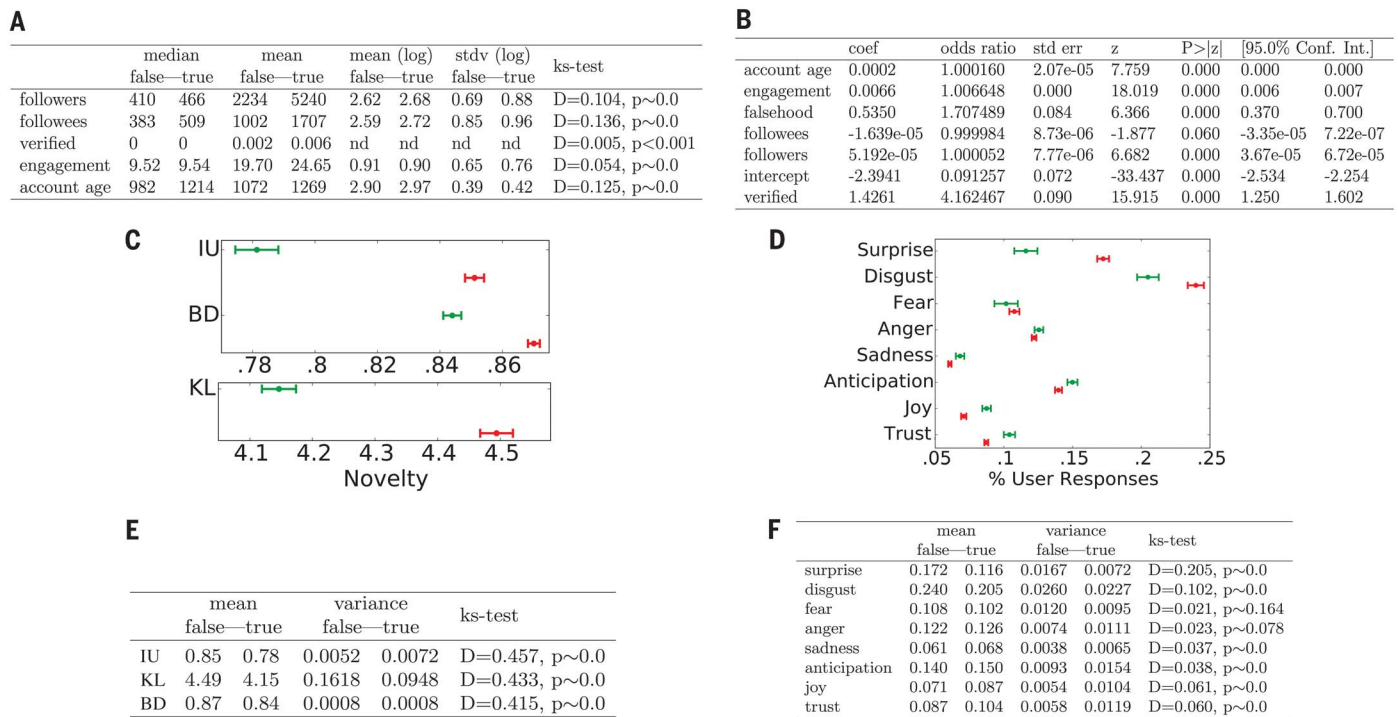 A
median mean mean (log) stdv (log) ks-test
false—true false—true false—true false—true
followers 410 466 2234 5240 2.62 2.68 0.69 0.88 D=0.104, p∼0.0
followees 383 509 1002 1707 2.59 2.72 0.85 0.96 D=0.136, p∼0.0
verified 0 0 0.002 0.006 nd nd nd nd D=0.005, p<0.001
engagement 9.52 9.54 19.70 24.65 0.91 0.90 0.65 0.76 D=0.054, p∼0.0
account age 982 1214 1072 1269 2.90 2.97 0.39 0.42 D=0.125, p∼0.0
B
coef odds ratio std err z P>|z| [95.0% Conf. Int.]
account age 0.0002 1.000160 2.07e-05 7.759 0.000 0.000 0.000
engagement 0.0066 1.006648 0.000 18.019 0.000 0.006 0.007
falsehood 0.5350 1.707489 0.084 6.366 0.000 0.370 0.700
followees -1.639e-05 0.999984 8.73e-06 -1.877 0.060 -3.35e-05 7.22e-07
followers 5.192e-05 1.000052 7.77e-06 6.682 0.000 3.67e-05 6.72e-05
intercept -2.3941 0.091257 0.072 -33.437 0.000 -2.534 -2.254
verified 1.4261 4.162467 0.090 15.915 0.000 1.250 1.602
C
IU
BD
.78 .8 .82 .84 .86
KL
4.1 4.2 4.3 4.4 4.5
Novelty
D
Surprise
Disgust
Fear
Anger
Sadness
Anticipation
Joy
Trust
.05 .1 .15 .2 .25
% User Responses
E
mean variance ks-test
false—true false—true
IU 0.85 0.78 0.0052 0.0072 D=0.457, p∼0.0
KL 4.49 4.15 0.1618 0.0948 D=0.433, p∼0.0
BD 0.87 0.84 0.0008 0.0008 D=0.415, p∼0.0
F
mean variance ks-test
false—true false—true
surprise 0.172 0.116 0.0167 0.0072 D=0.205, p∼0.0
disgust 0.240 0.205 0.0260 0.0227 D=0.102, p∼0.0
fear 0.108 0.102 0.0120 0.0095 D=0.021, p∼0.164
anger 0.122 0.126 0.0074 0.0111 D=0.023, p∼0.078
sadness 0.061 0.068 0.0038 0.0065 D=0.037, p∼0.0
anticipation 0.140 0.150 0.0093 0.0154 D=0.038, p∼0.0
joy 0.071 0.087 0.0054 0.0104 D=0.061, p∼0.0
trust 0.087 0.104 0.0058 0.0119 D=0.060, p∼0.0